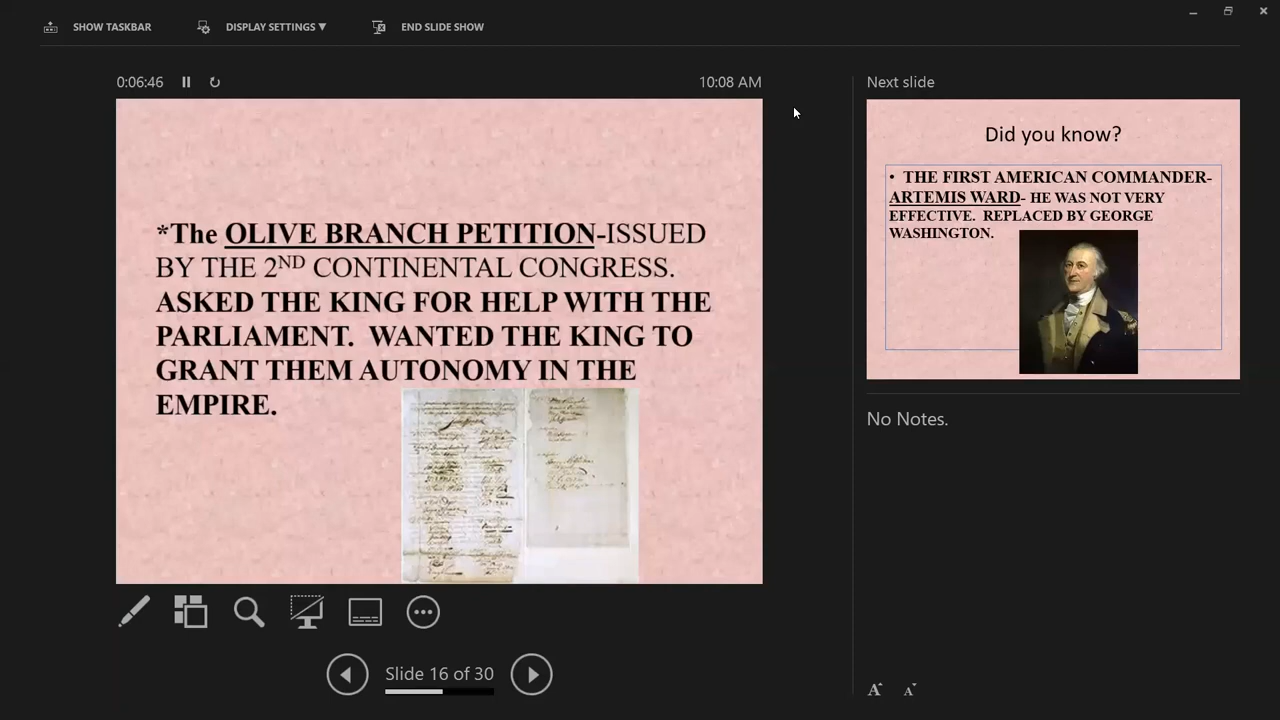 SHOW TASKBAR
DISPLAY SETTINGS ▼
END SLIDE SHOW
0:06:46
10:08 AM
*The OLIVE BRANCH PETITION-ISSUED
BY THE 2ND CONTINENTAL CONGRESS.
ASKED THE KING FOR HELP WITH THE
PARLIAMENT. WANTED THE KING TO
GRANT THEM AUTONOMY IN THE
EMPIRE.
Slide 16 of 30
Next slide
Did you know?
• THE FIRST AMERICAN COMMANDER-
ARTEMIS WARD- HE WAS NOT VERY
EFFECTIVE. REPLACED BY GEORGE
WASHINGTON.
No Notes.
A A